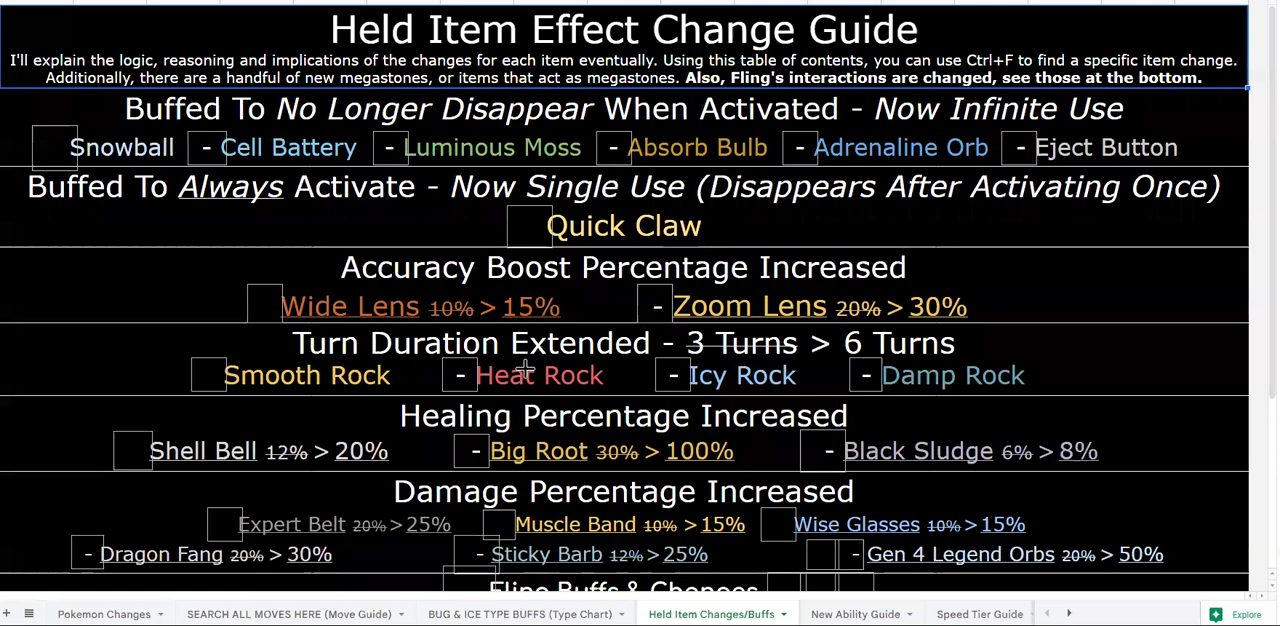 Held Item Effect Change Guide
I'll explain the logic, reasoning and implications of the changes for each item eventually. Using this table of contents, you can use Ctrl+F to find a specific item change.
Additionally, there are a handful of new megastones, or items that act as megastones. Also, Fling's interactions are changed, see those at the bottom.
Buffed To No Longer Disappear When Activated - Now Infinite Use
Snowball - Cell Battery - Luminous Moss - Absorb Bulb - Adrenaline Orb - Eject Button
Buffed To Always Activate - Now Single Use (Disappears After Activating Once)
Quick Claw
Accuracy Boost Percentage Increased
Wide Lens 10% > 15% - Zoom Lens 20% > 30%
Turn Duration Extended - 3 Turns > 6 Turns
Smooth Rock - Heat Rock - Icy Rock - Damp Rock
Healing Percentage Increased
Shell Bell 12% > 20% - Big Root 30% > 100% - Black Sludge 6% > 8%
Damage Percentage Increased
Expert Belt 20% > 25% Muscle Band 10% > 15% Wise Glasses 10% > 15%
- Dragon Fang 20% > 30% - Sticky Barb 12% > 25% - Gen 4 Legend Orbs 20% > 50%
Fling Buffs & Changes
Pokemon Changes SEARCH ALL MOVES HERE (Move Guide) BUG & ICE TYPE BUFFS (Type Chart) Held Item Changes/Buffs New Ability Guide Speed Tier Guide Explore